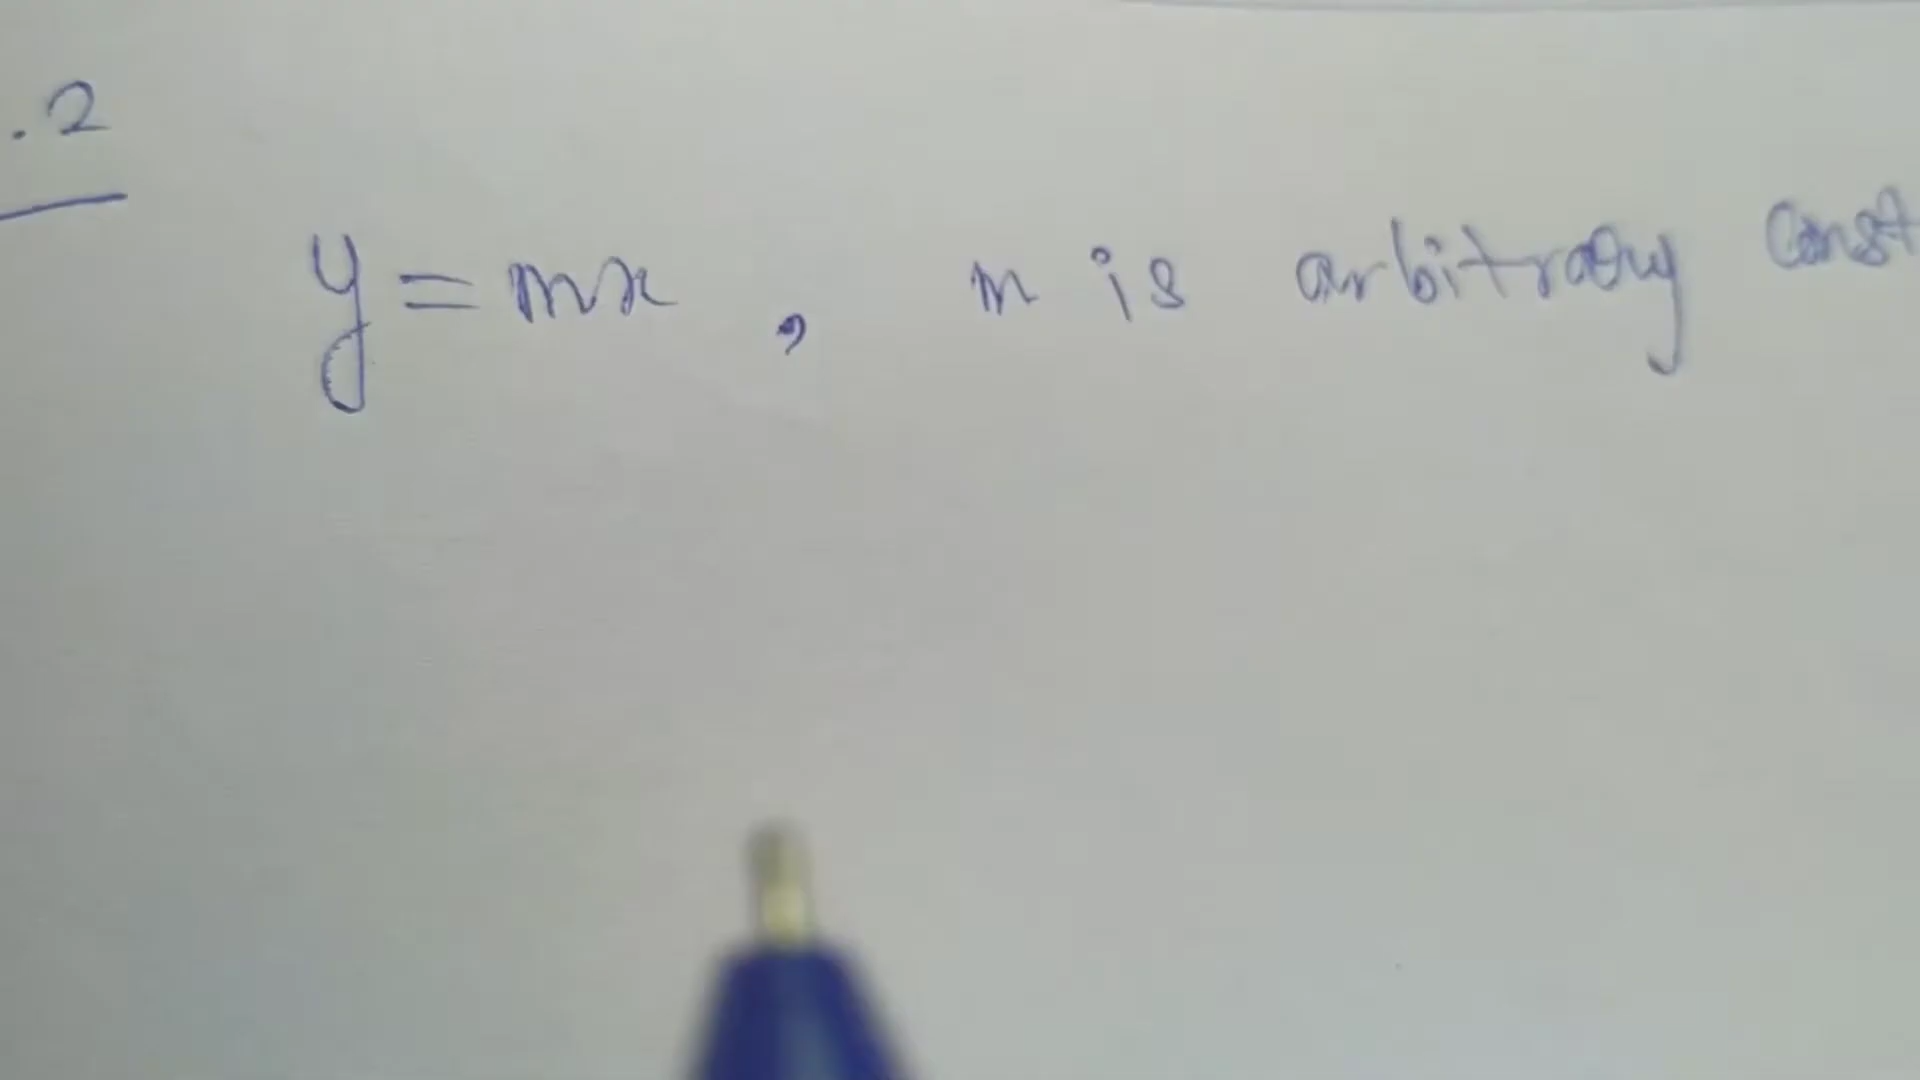 .2
y = mx , m is arbitrary const